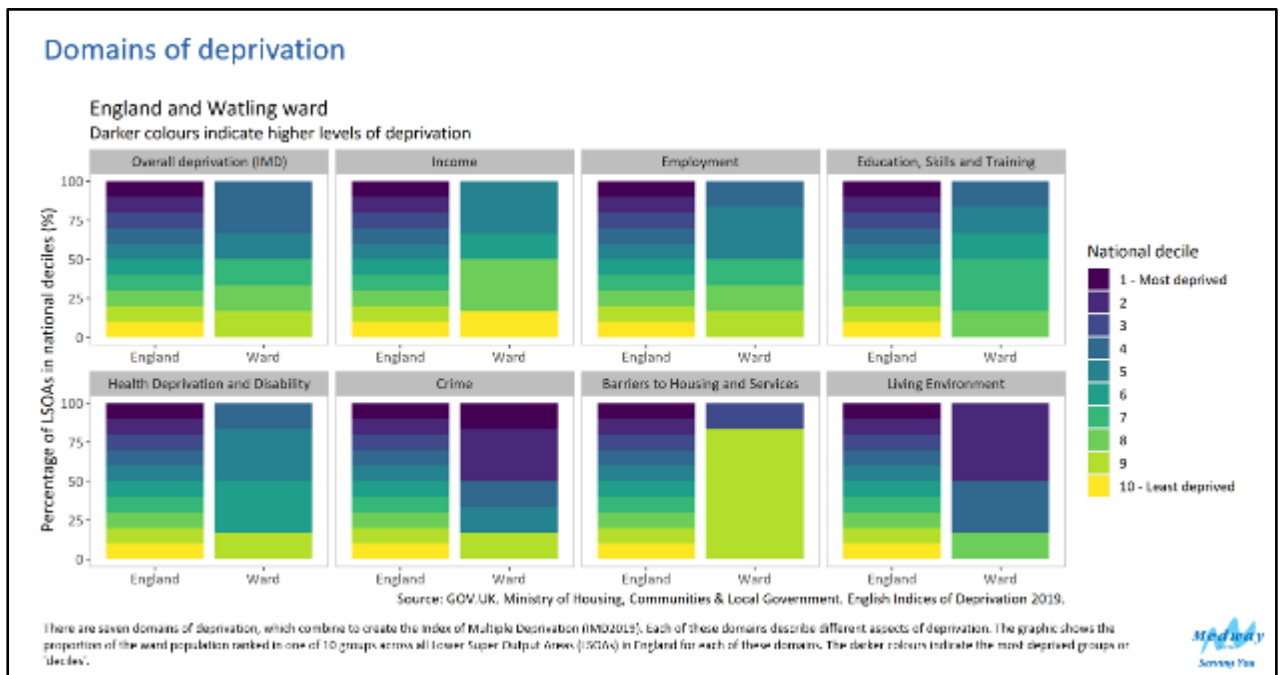 Domains of deprivation
England and Watling ward
Darker colours indicate higher levels of deprivation
Overall deprivation (IMD)
Income
Employment
Education, Skills and Training
Percentage of LSOAs in national deciles (%)
100
75
50
25
0
England
Ward
England
Ward
England
Ward
England
Ward
Health Deprivation and Disability
Crime
Barriers to Housing and Services
Living Environment
100
75
50
25
0
England
Ward
England
Ward
England
Ward
England
Ward
National decile
1 - Most deprived
2
3
4
5
6
7
8
9
10 - Least deprived
Source: GOV.UK. Ministry of Housing, Communities & Local Government. English Indices of Deprivation 2019.
There are seven domains of deprivation, which combine to create the Index of Multiple Deprivation (IMD2019). Each of these domains describe different aspects of deprivation. The graphic shows the
proportion of the ward population ranked in one of 10 groups across all Lower Super Output Areas (LSOAs) in England for each of these domains. The darker colours indicate the most deprived groups or
'deciles'.
Medway
Serving You